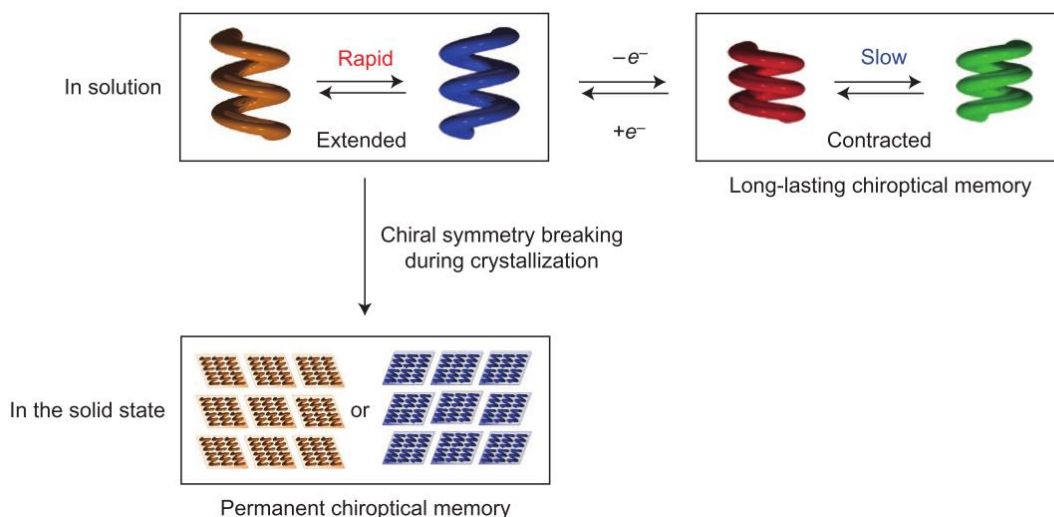 In solution
Rapid
Extended
−e−
+e−
Slow
Contracted
Long-lasting chiroptical memory
Chiral symmetry breaking
during crystallization
In the solid state
or
Permanent chiroptical memory